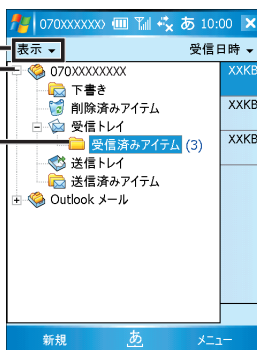 070XXXXXX) あ 10:00
表示 受信日時
070XXXXXXXX
XXKB
下書き
削除済みアイテム
XXKB
受信トレイ
受信済みアイテム (3)
XXKB
送信トレイ
送信済みアイテム
Outlook メール
新規 あ メニュー